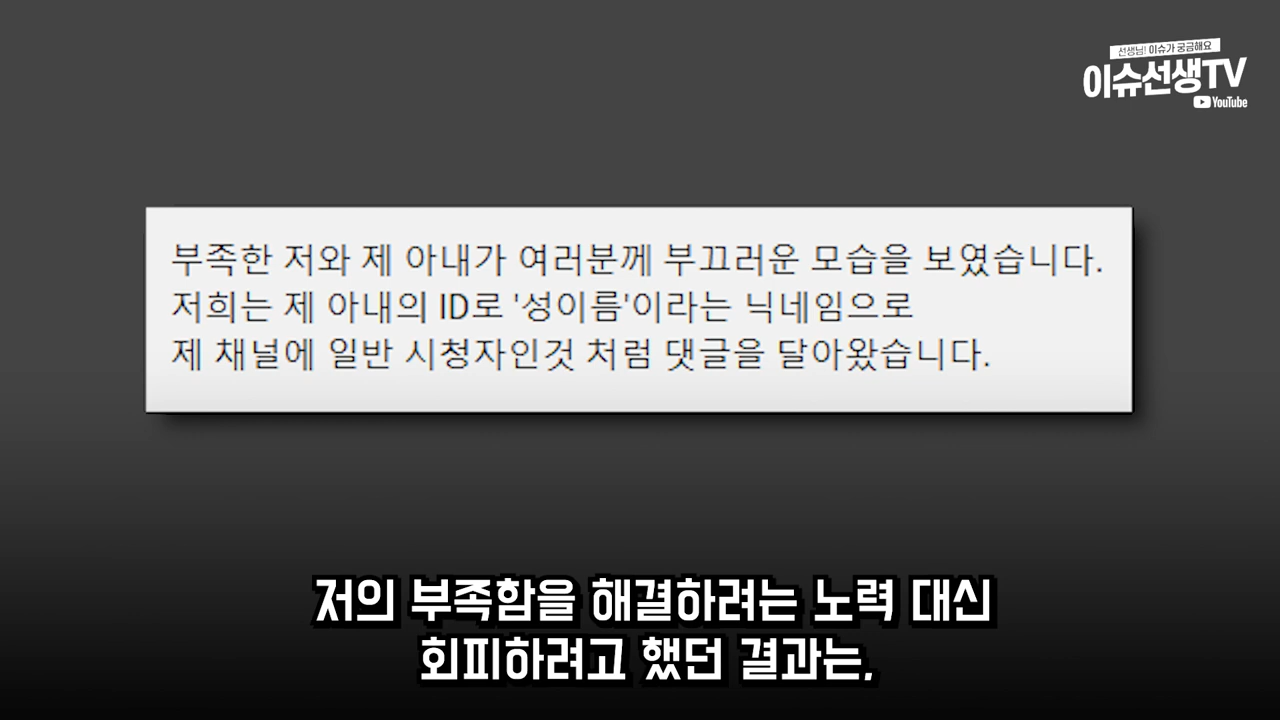 선생님! 이슈가 궁금해요
이슈선생TV
YouTube
부족한 저와 제 아내가 여러분께 부끄러운 모습을 보였습니다.
저희는 제 아내의 ID로 '성이름'이라는 닉네임으로
제 채널에 일반 시청자인것 처럼 댓글을 달아왔습니다.
저의 부족함을 해결하려는 노력 대신
회피하려고 했던 결과는,